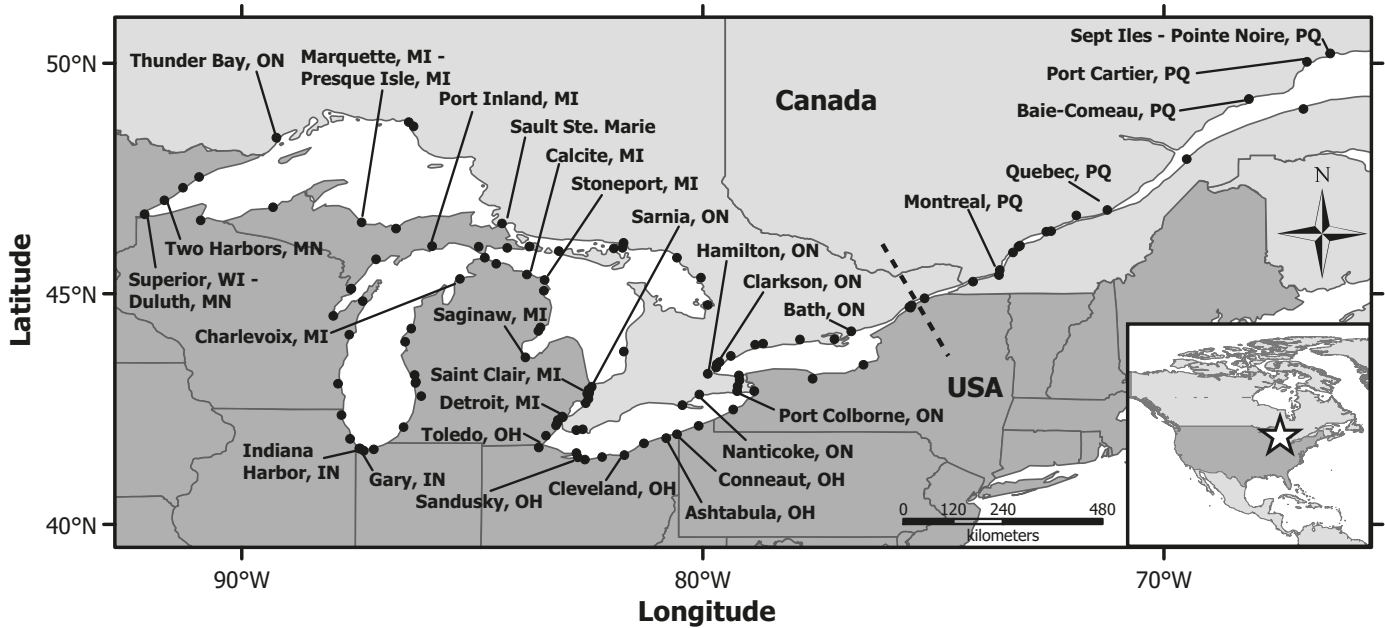 Sept Iles - Pointe Noire, PQ
50°N
Thunder Bay, ON
Marquette, MI -
Presque Isle, MI
Port Cartier, PQ
Port Inland, MI
Canada
Baie-Comeau, PQ
Sault Ste. Marie
Calcite, MI
Stoneport, MI
Quebec, PQ
N
Montreal, PQ
Sarnia, ON
Two Harbors, MN
Hamilton, ON
Superior, WI -
Duluth, MN
Clarkson, ON
45°N
Bath, ON
Latitude
Charlevoix, MI
Saginaw, MI
Saint Clair, MI
USA
Detroit, MI
Port Colborne, ON
Toledo, OH
Indiana
Harbor, IN
Nanticoke, ON
Gary, IN
Conneaut, OH
Sandusky, OH
Cleveland, OH
Ashtabula, OH
0 120 240 480
kilometers
40°N
90°W
80°W
70°W
Longitude